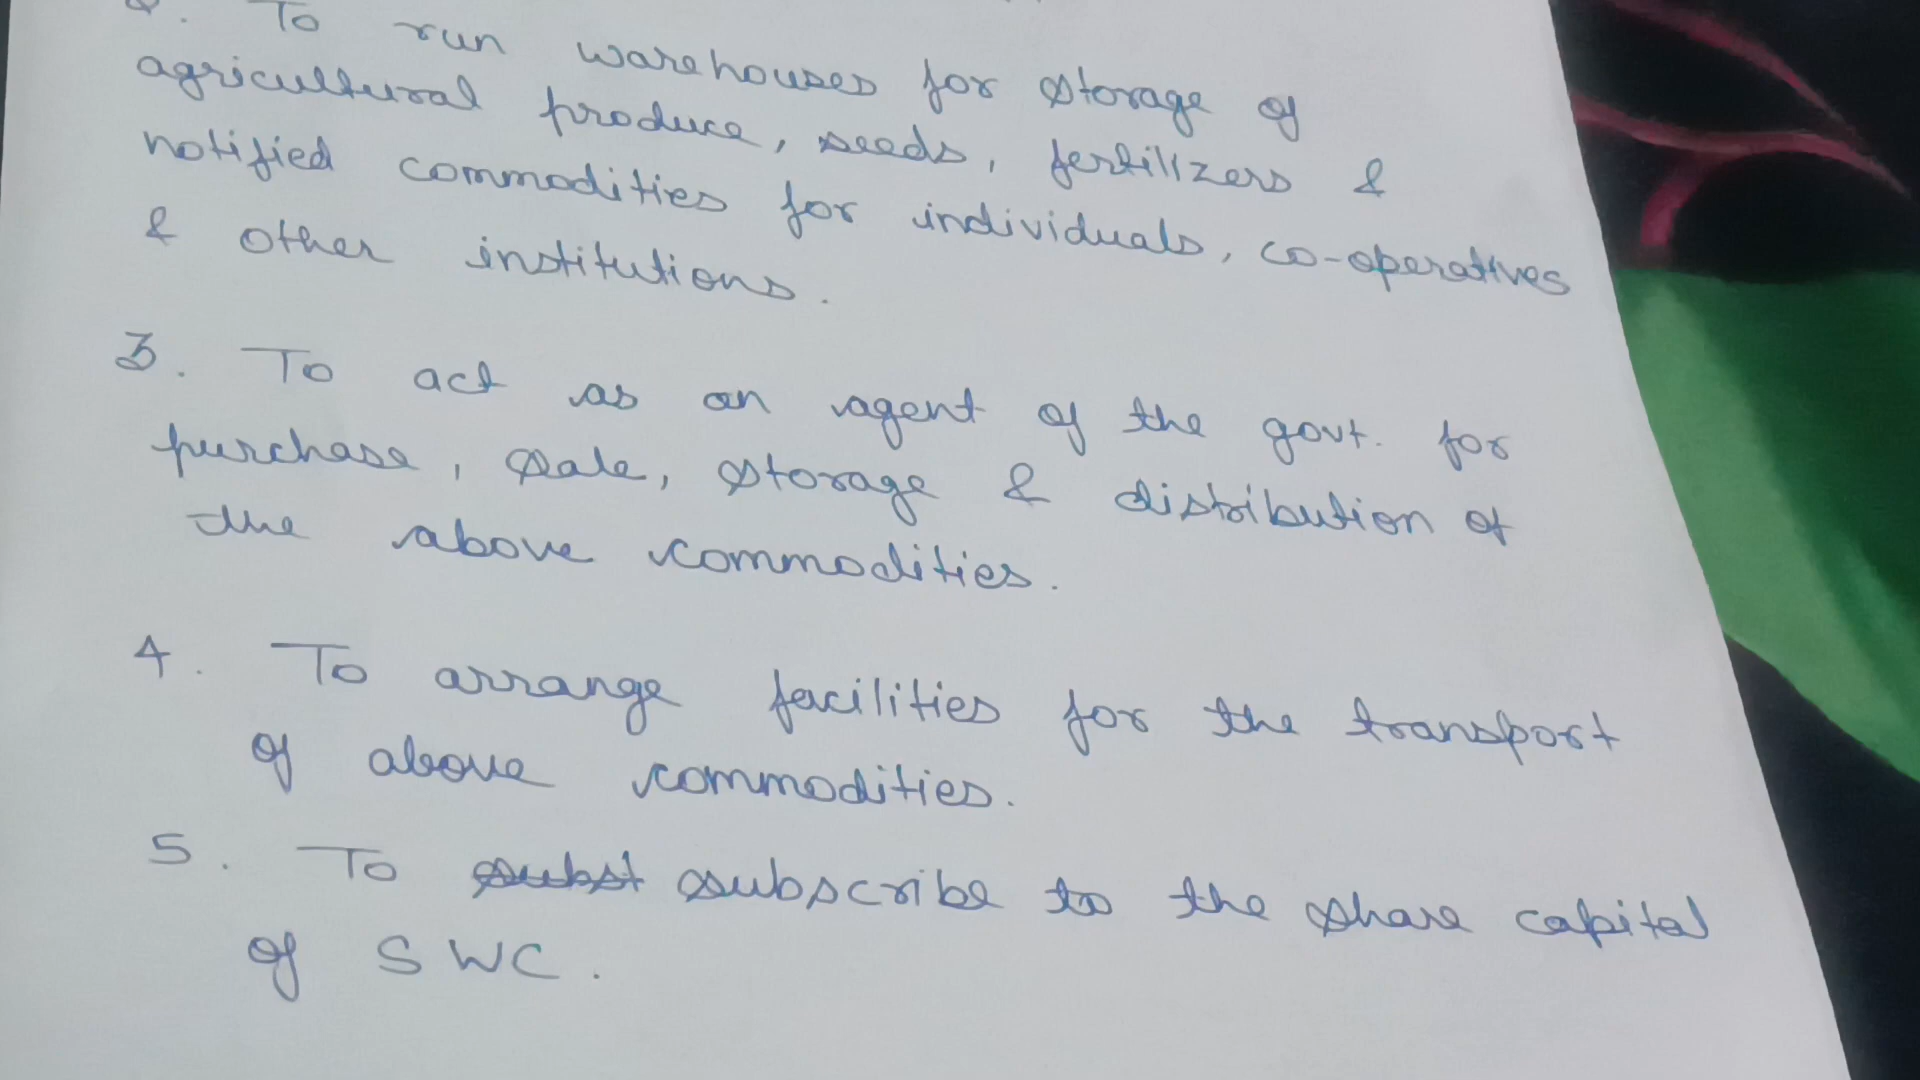 2. To run warehouses for storage of
agricultural produce, seeds, fertilizers &
notified commodities for individuals, co-operatives
& other institutions.
3. To act as an agent of the govt. for
purchase, sale, storage & distribution of
the above commodities.
4. To arrange facilities for the transport
of above commodities.
5. To subst subscribe to the share capital
of SWC.